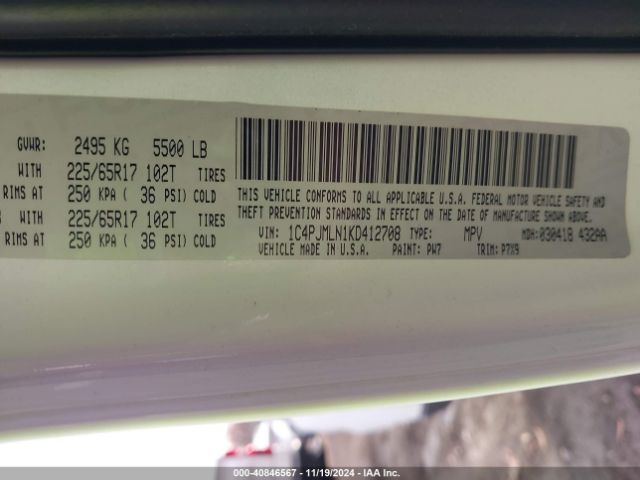 GVWR: 2495 KG 5500 LB
WITH 225/65R17 102T TIRES
RIMS AT 250 KPA ( 36 PSI) COLD
WITH 225/65R17 102T TIRES
RIMS AT 250 KPA ( 36 PSI) COLD
THIS VEHICLE CONFORMS TO ALL APPLICABLE U.S.A. FEDERAL MOTOR VEHICLE SAFETY AND
THEFT PREVENTION STANDARDS IN EFFECT ON THE DATE OF MANUFACTURE SHOWN ABOVE.
VIN: 1C4PJMLN1KD412708 TYPE: MPV MDH: 030418 432AA
VEHICLE MADE IN U.S.A. PAINT: PW7 TRIM: P7X9
000-40846567 • 11/19/2024 • IAAI.com